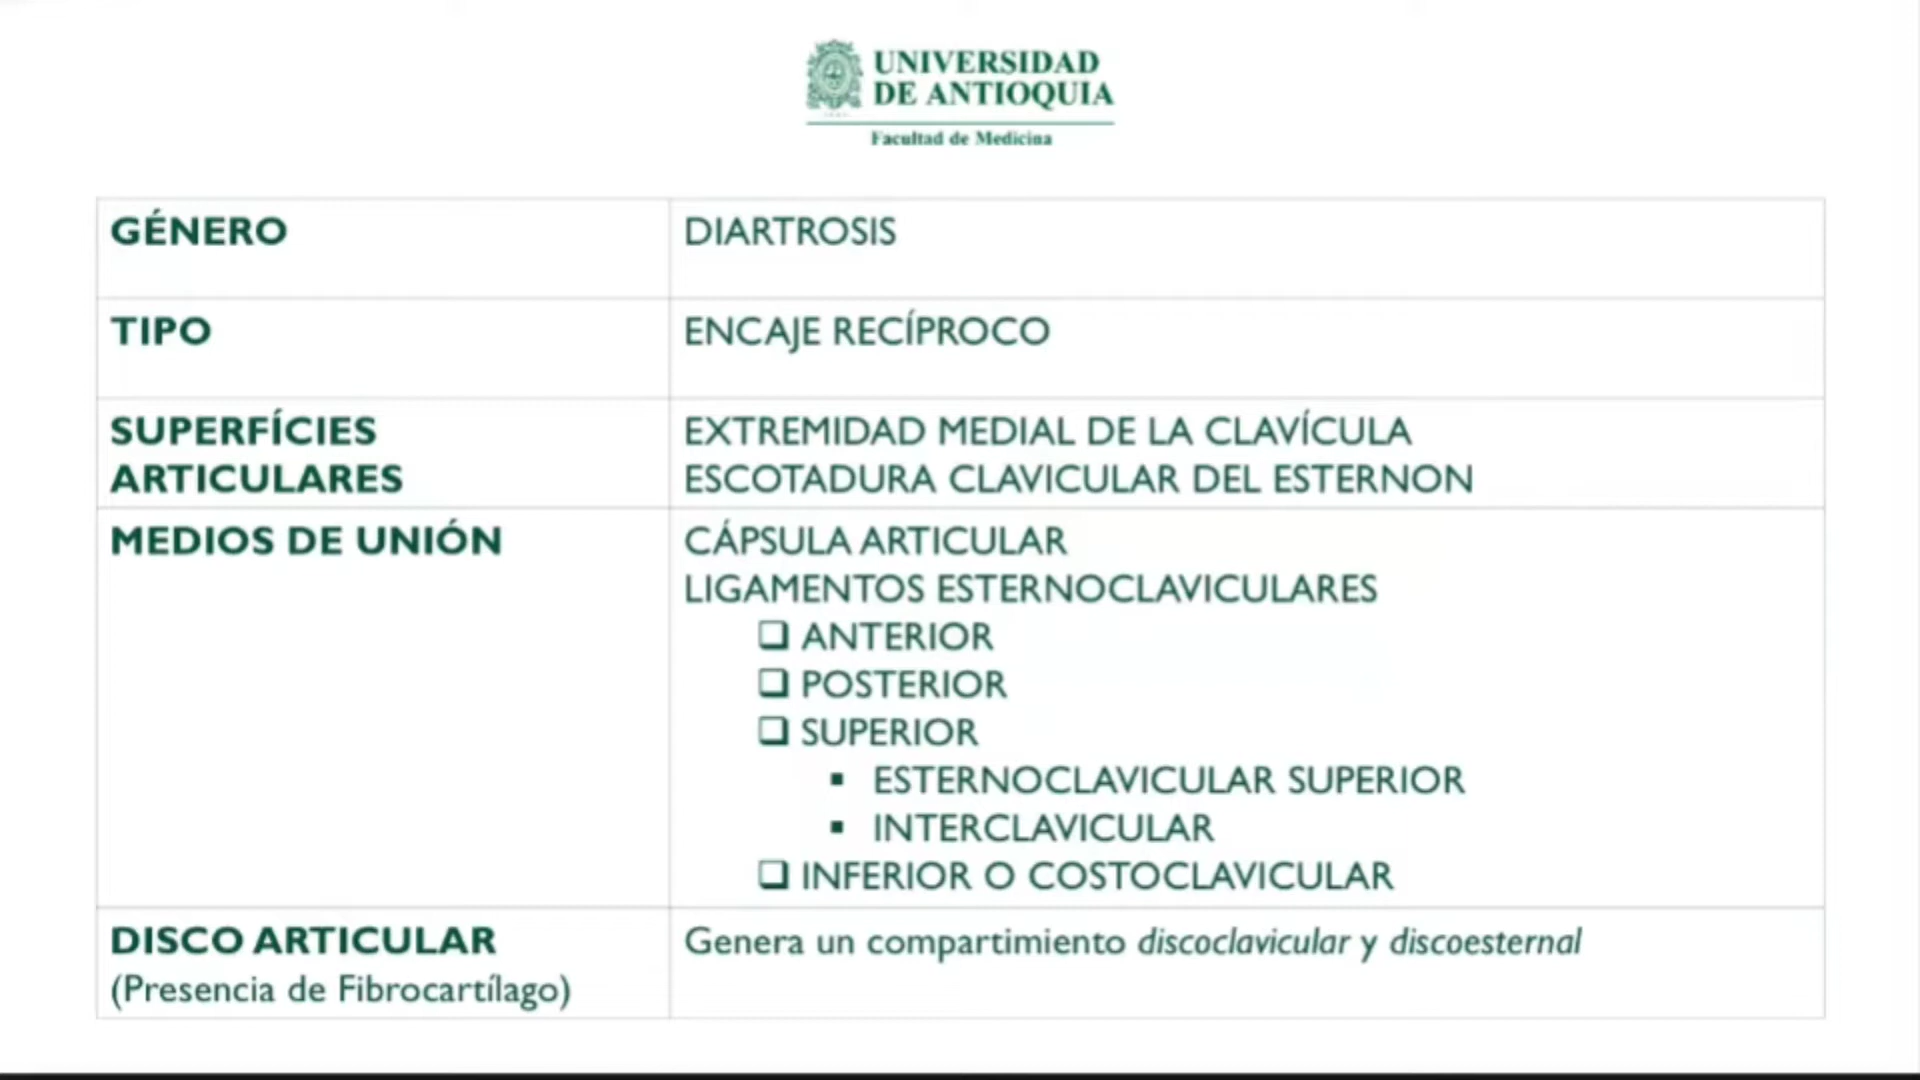 UNIVERSIDAD
DE ANTIOQUIA
Facultad de Medicina
GÉNERO
DIARTROSIS
TIPO
ENCAJE RECÍPROCO
SUPERFÍCIES
ARTICULARES
EXTREMIDAD MEDIAL DE LA CLAVÍCULA
ESCOTADURA CLAVICULAR DEL ESTERNON
MEDIOS DE UNIÓN
CÁPSULA ARTICULAR
LIGAMENTOS ESTERNOCLAVICULARES
❑ ANTERIOR
❑ POSTERIOR
❑ SUPERIOR
▪ ESTERNOCLAVICULAR SUPERIOR
▪ INTERCLAVICULAR
❑ INFERIOR O COSTOCLAVICULAR
DISCO ARTICULAR
(Presencia de Fibrocartílago)
Genera un compartimiento discoclavicular y discoesternal